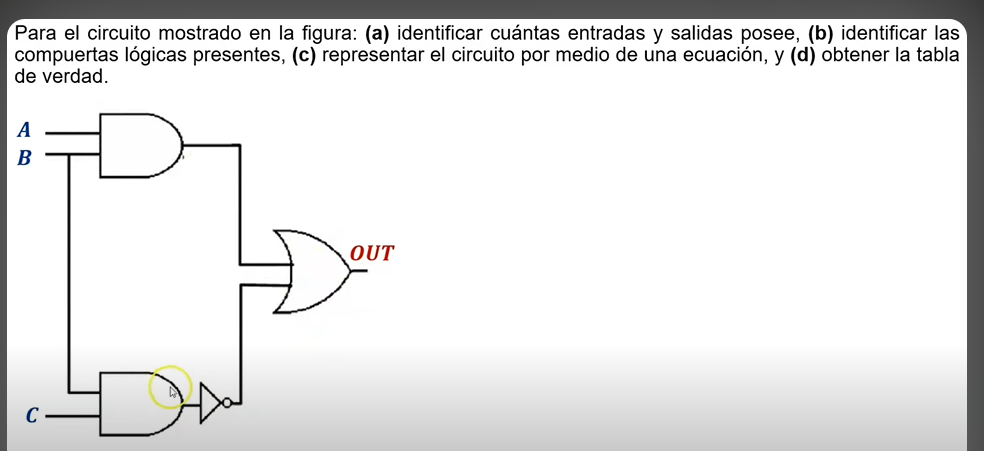 Para el circuito mostrado en la figura: (a) identificar cuántas entradas y salidas posee, (b) identificar las
compuertas lógicas presentes, (c) representar el circuito por medio de una ecuación, y (d) obtener la tabla
de verdad.
A
B
OUT
C